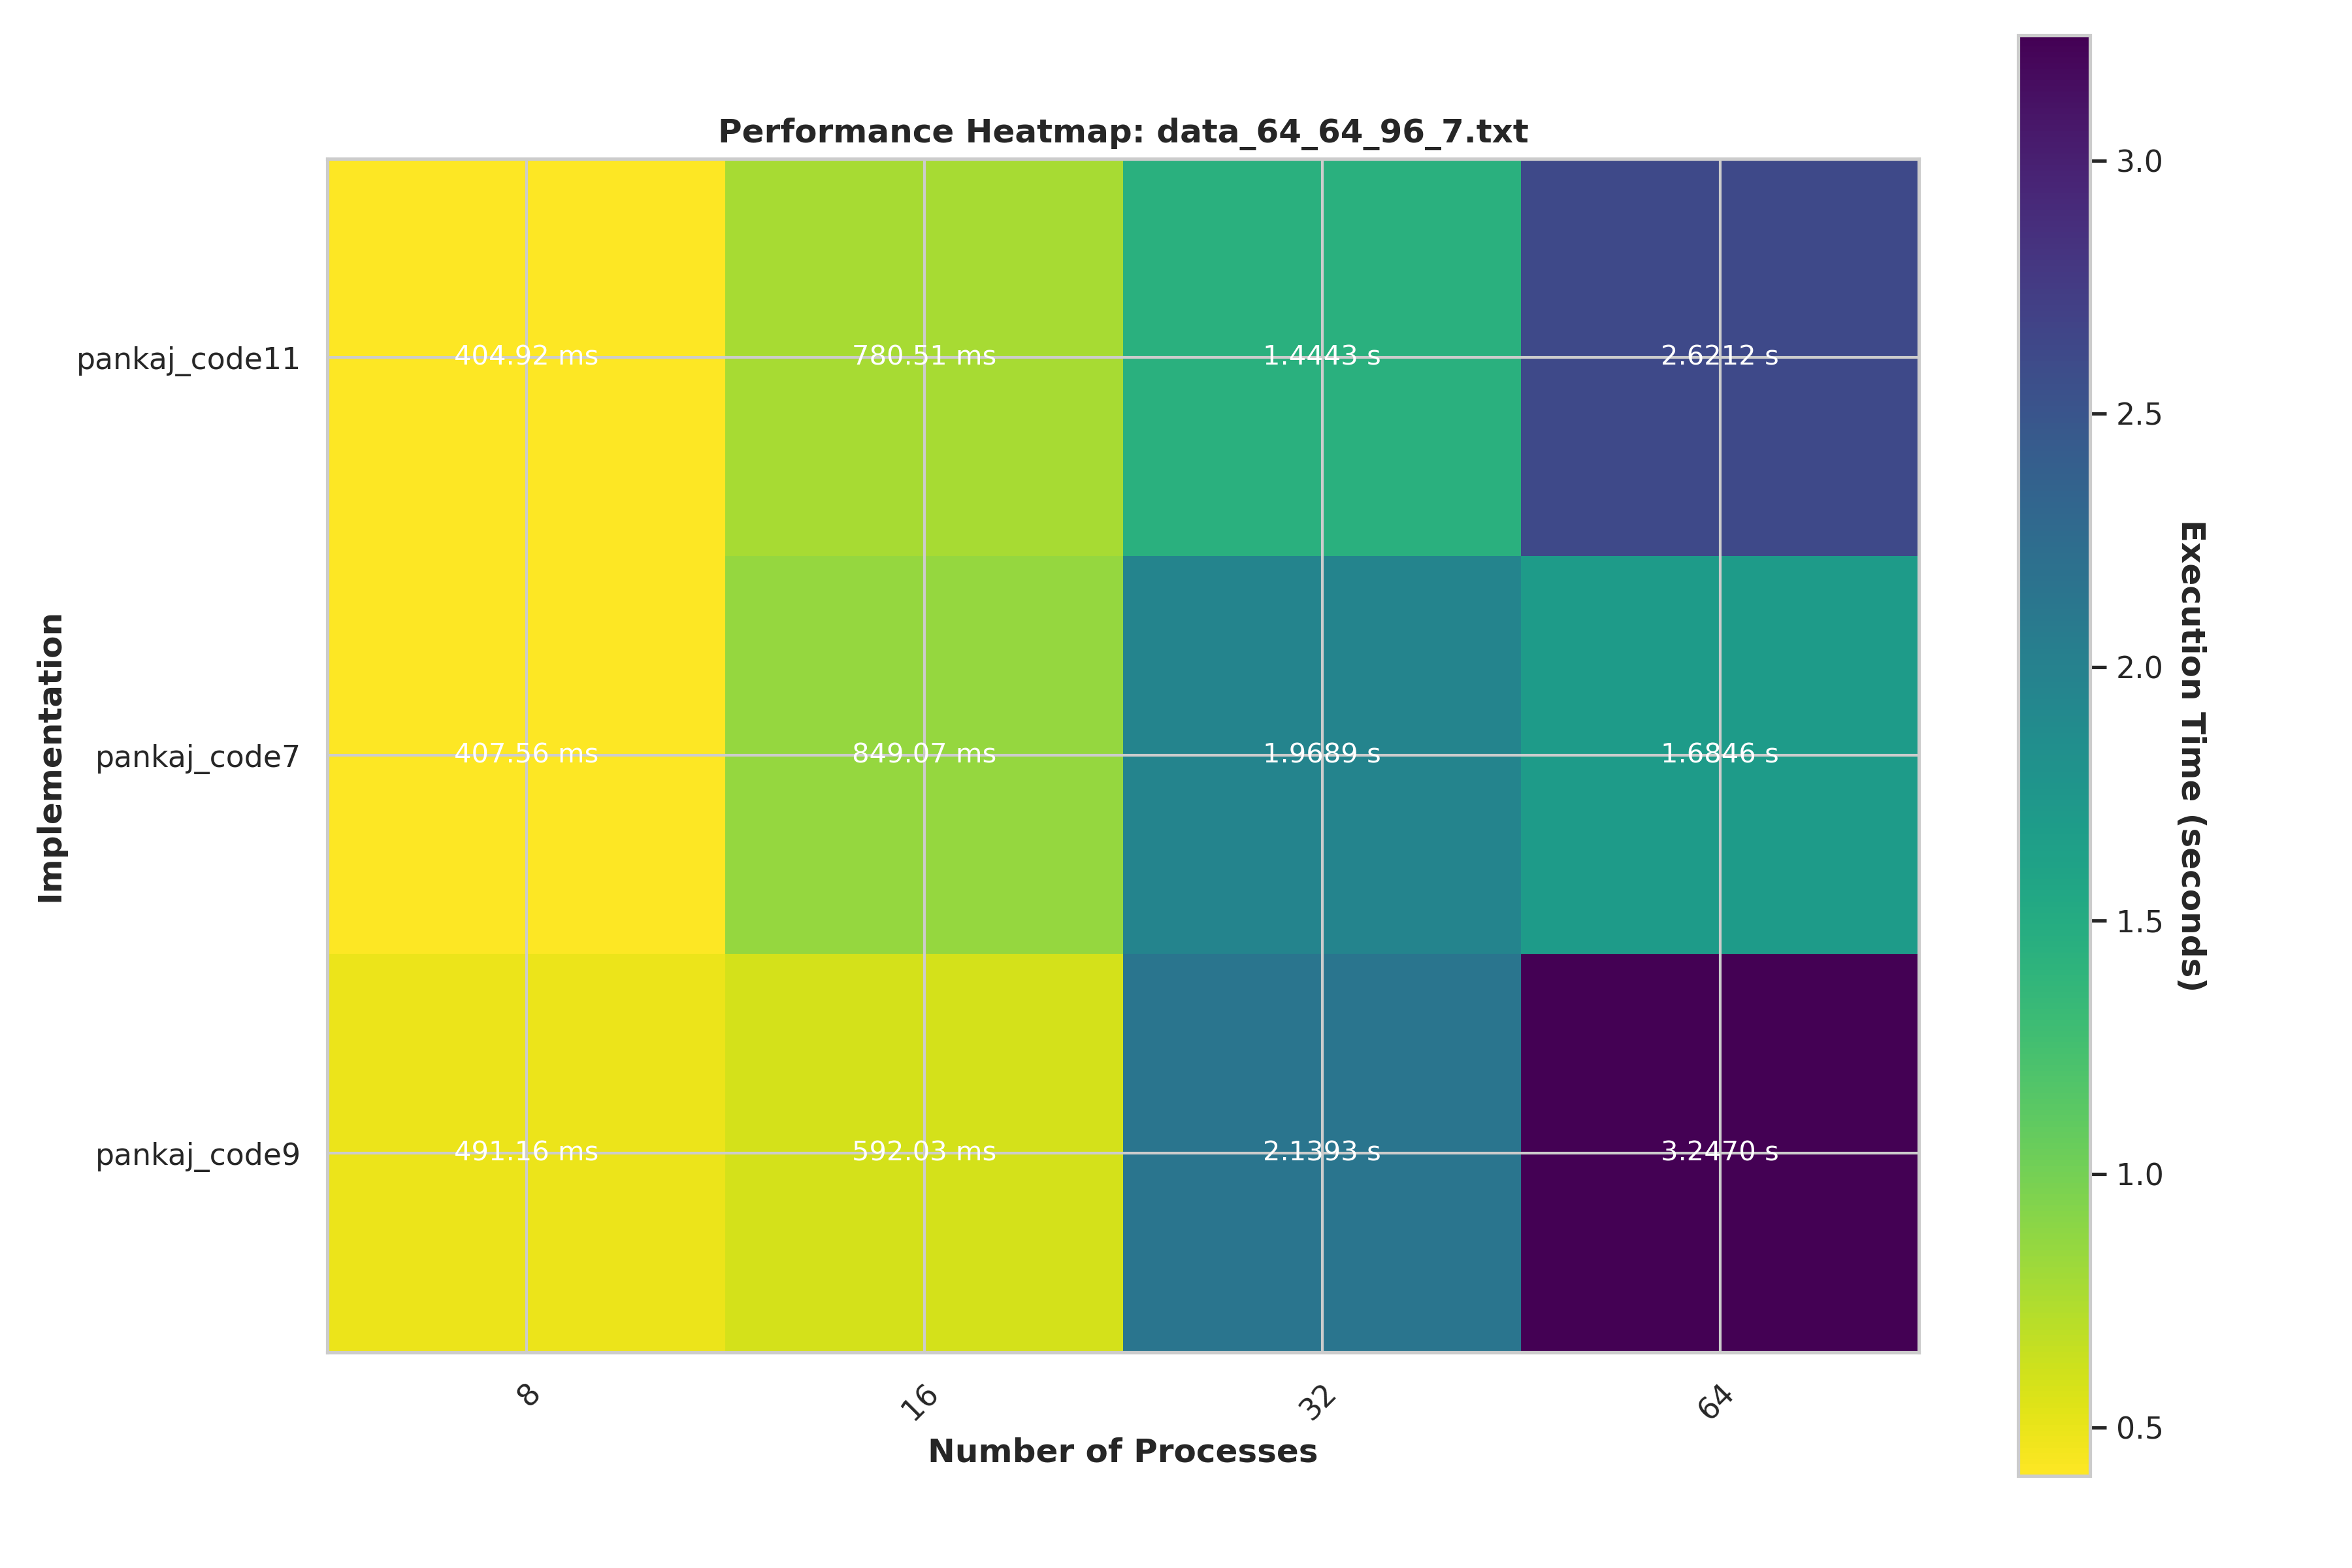 Performance Heatmap: data_64_64_96_7.txt
pankaj_code11
404.92 ms
780.51 ms
1.4443 s
2.6212 s
pankaj_code7
407.56 ms
849.07 ms
1.9689 s
1.6846 s
pankaj_code9
491.16 ms
592.03 ms
2.1393 s
3.2470 s
Implementation
8
16
32
64
Number of Processes
3.0
2.5
2.0
1.5
1.0
0.5
Execution Time (seconds)